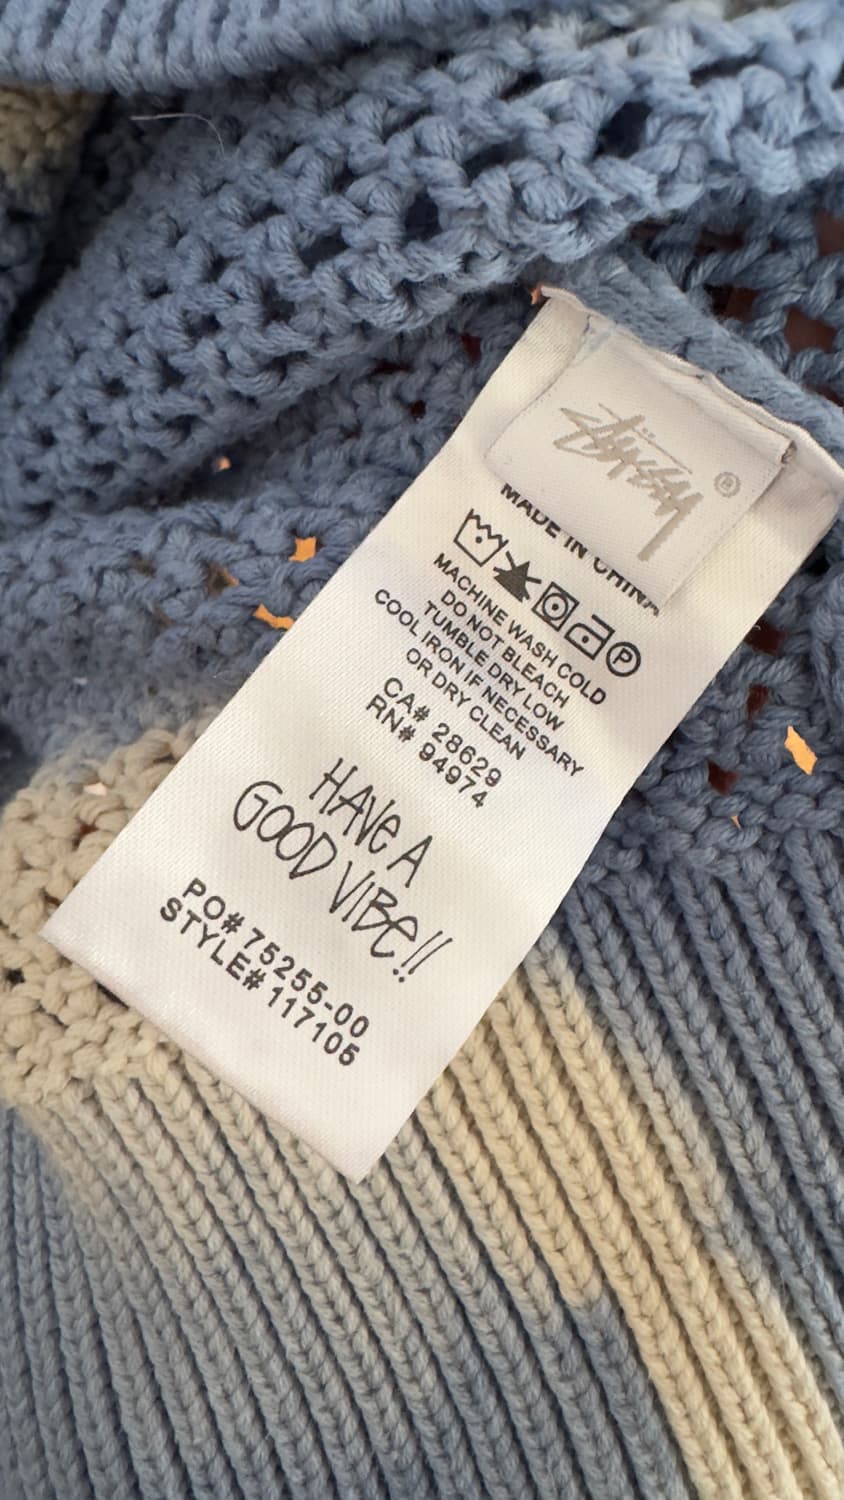 STÜSSY ®
MADE IN CHINA
P
MACHINE WASH COLD
DO NOT BLEACH
TUMBLE DRY LOW
COOL IRON IF NECESSARY
OR DRY CLEAN
CA# 28629
RN# 94974
HAVE A
GOOD VIBE!!
PO# 75255-00
STYLE# 117105